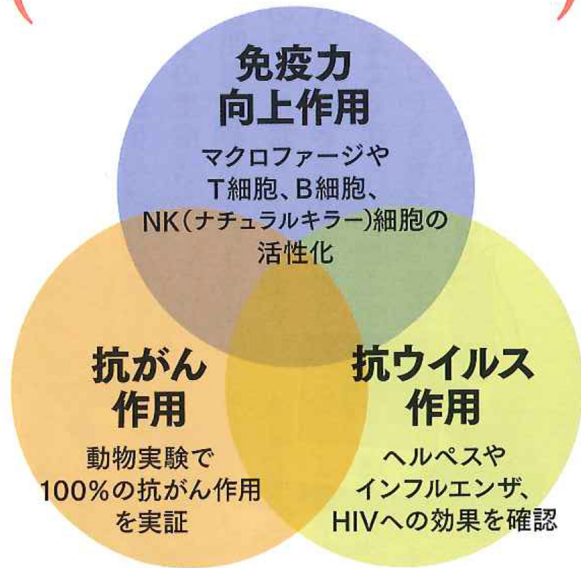 免疫力
向上作用
マクロファージや
T細胞、B細胞、
NK(ナチュラルキラー)細胞の
活性化
抗がん
作用
動物実験で
100%の抗がん作用
を実証
抗ウイルス
作用
ヘルペスや
インフルエンザ、
HIVへの効果を確認